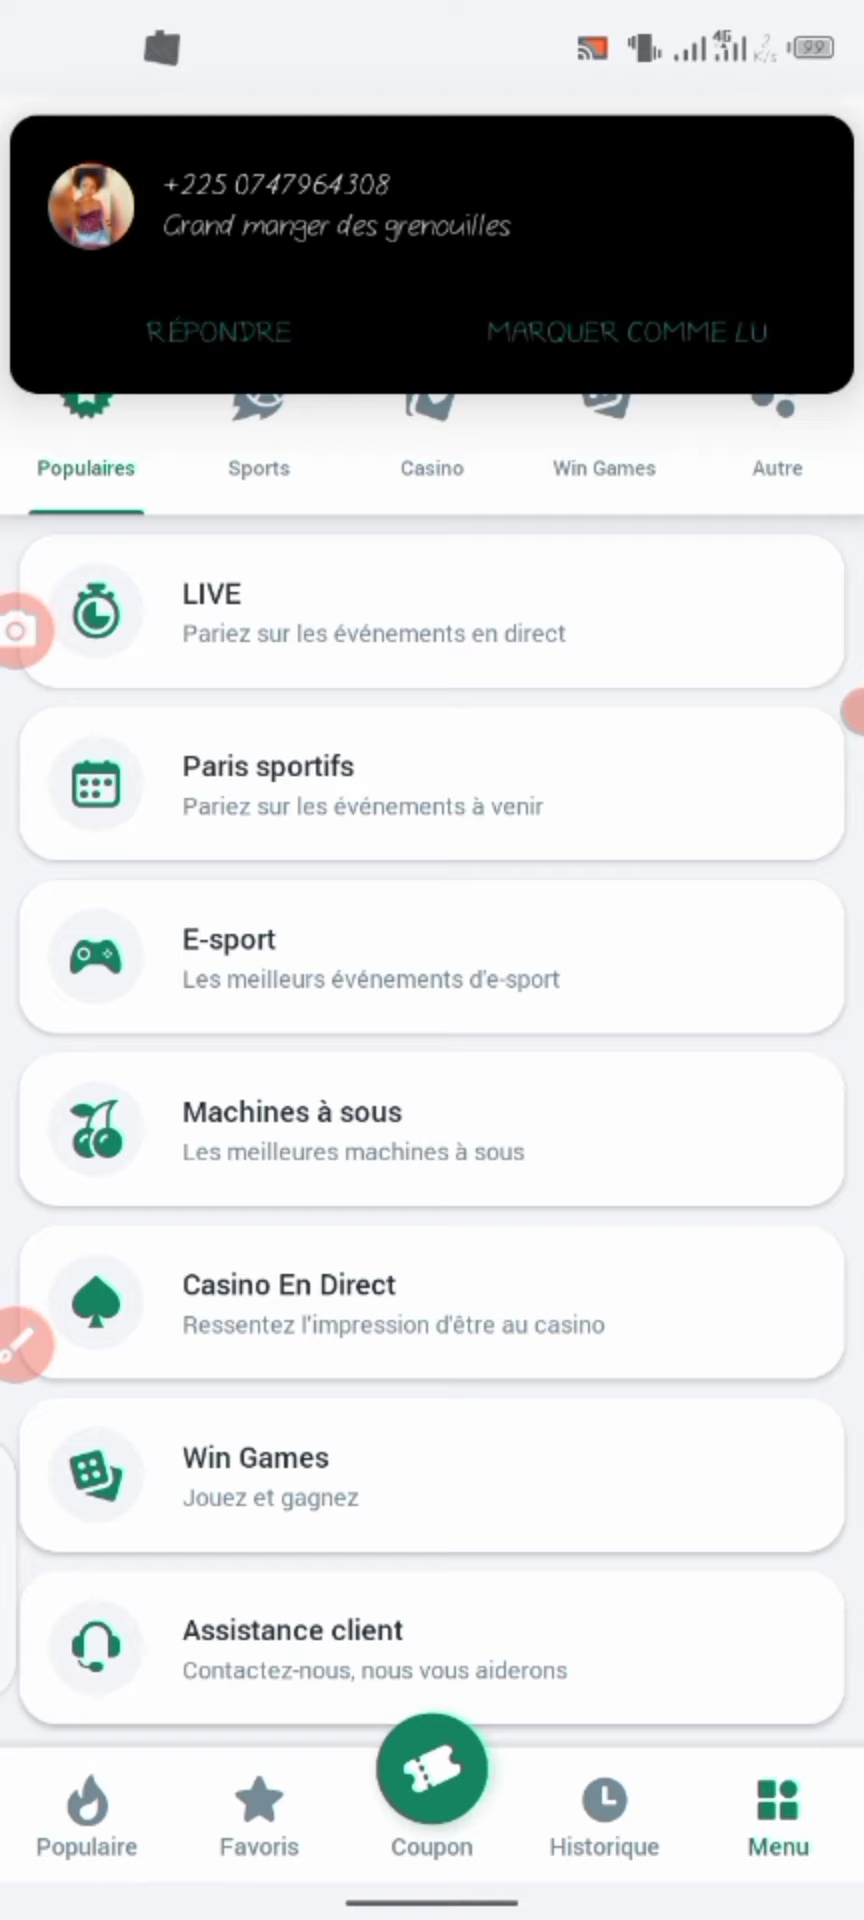 4G
2
K/s
99
+225 0747964308
Grand manger des grenouilles
RÉPONDRE
MARQUER COMME LU
Populaires
Sports
Casino
Win Games
Autre
LIVE
Pariez sur les événements en direct
Paris sportifs
Pariez sur les événements à venir
E-sport
Les meilleurs événements d'e-sport
Machines à sous
Les meilleures machines à sous
Casino En Direct
Ressentez l'impression d'être au casino
Win Games
Jouez et gagnez
Assistance client
Contactez-nous, nous vous aiderons
Populaire
Favoris
Coupon
Historique
Menu